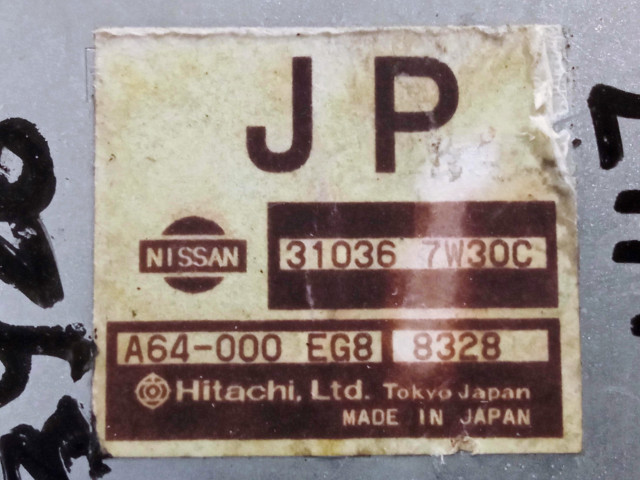 JP
NISSAN
31036 7W30C
A64-000 EG8 8328
Hitachi, Ltd. Tokyo Japan
MADE IN JAPAN